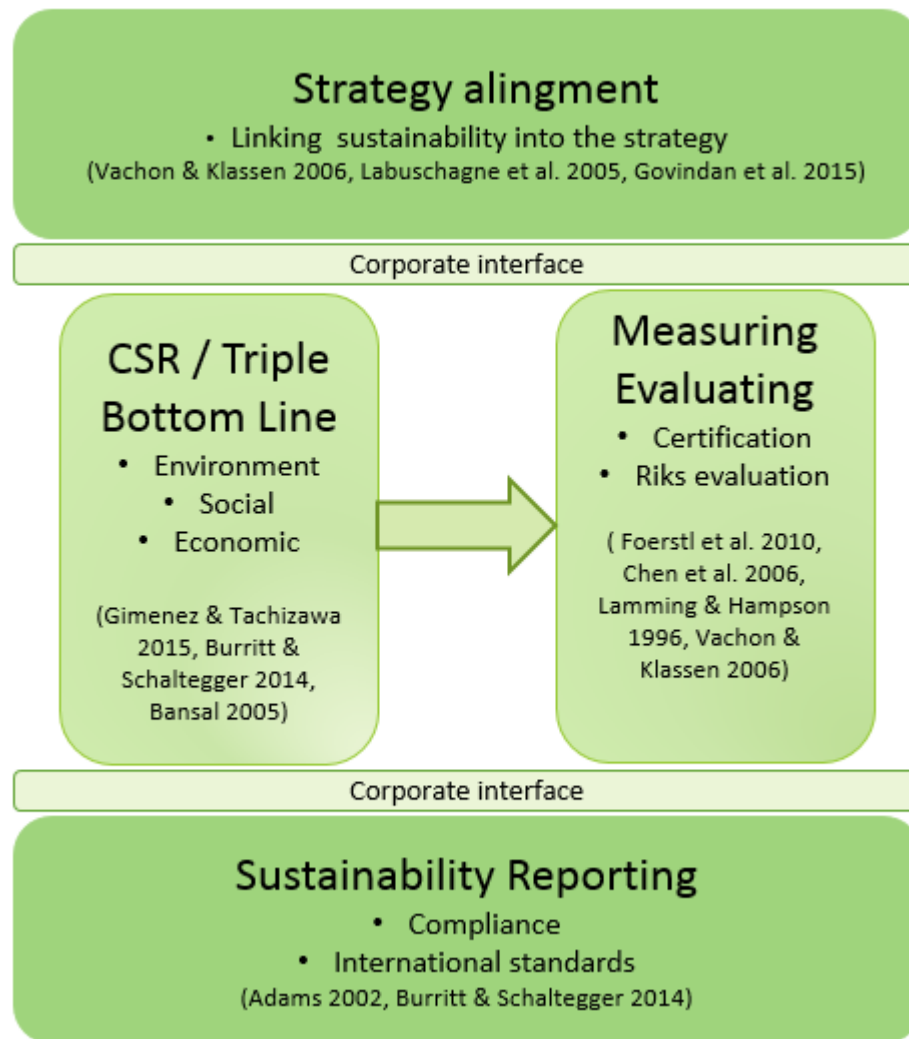 Strategy alingment
• Linking sustainability into the strategy
(Vachon & Klassen 2006, Labuschagne et al. 2005, Govindan et al. 2015)
Corporate interface
CSR / Triple
Bottom Line
• Environment
• Social
• Economic
(Gimenez & Tachizawa
2015, Burritt &
Schaltegger 2014,
Bansal 2005)
Measuring
Evaluating
• Certification
• Riks evaluation
( Foerstl et al. 2010,
Chen et al. 2006,
Lamming & Hampson
1996, Vachon &
Klassen 2006)
Corporate interface
Sustainability Reporting
• Compliance
• International standards
(Adams 2002, Burritt & Schaltegger 2014)